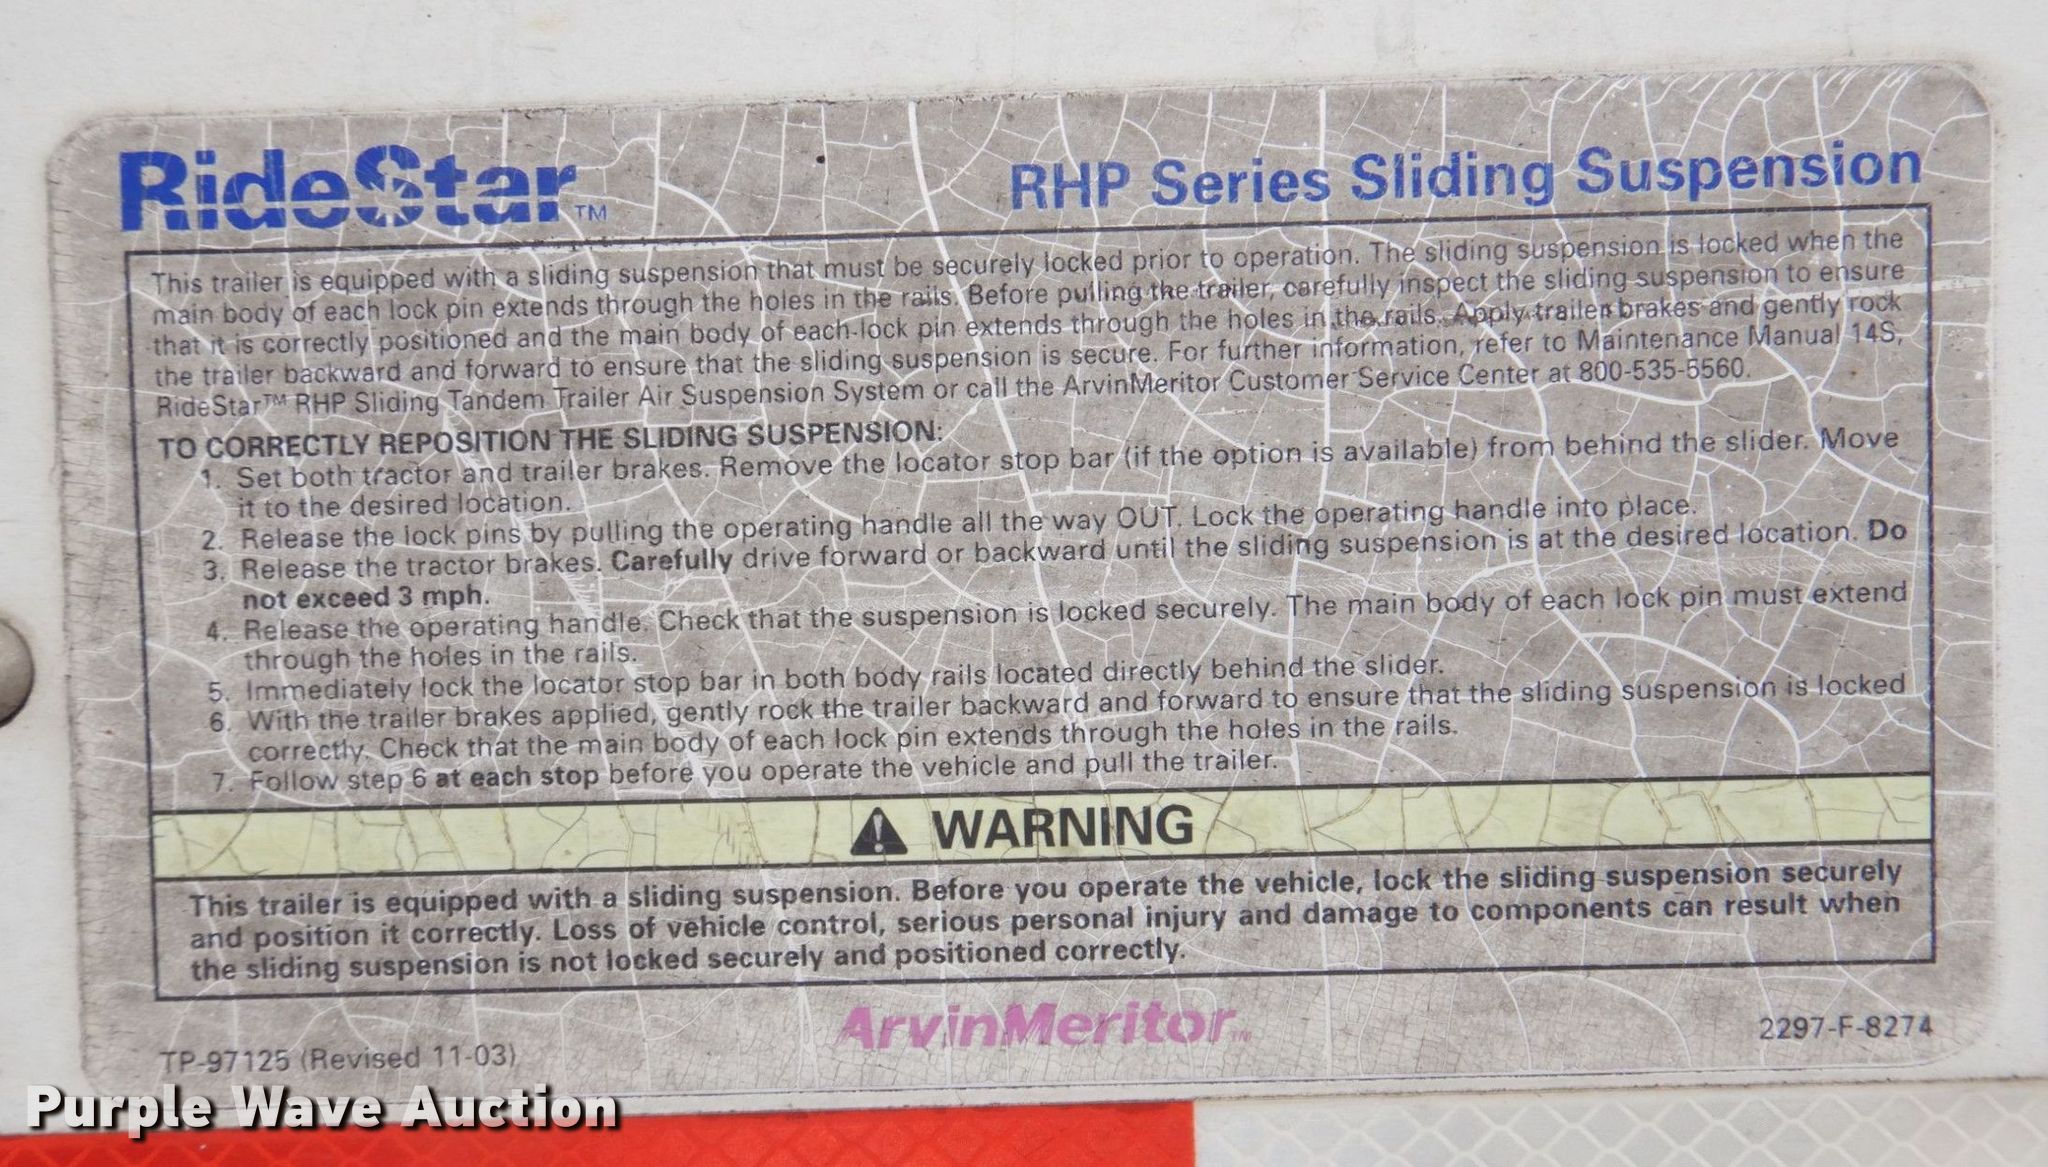 RideStar™
RHP Series Sliding Suspension
This trailer is equipped with a sliding suspension that must be securely locked prior to operation. The sliding suspension is locked when the
main body of each lock pin extends through the holes in the rails. Before pulling the trailer, carefully inspect the sliding suspension to ensure
that it is correctly positioned and the main body of each lock pin extends through the holes in the rails. Apply trailer brakes and gently rock
the trailer backward and forward to ensure that the sliding suspension is secure. For further information, refer to Maintenance Manual 14S,
RideStar™ RHP Sliding Tandem Trailer Air Suspension System or call the ArvinMeritor Customer Service Center at 800-535-5560.
TO CORRECTLY REPOSITION THE SLIDING SUSPENSION:
1. Set both tractor and trailer brakes. Remove the locator stop bar (if the option is available) from behind the slider. Move
it to the desired location.
2. Release the lock pins by pulling the operating handle all the way OUT. Lock the operating handle into place.
3. Release the tractor brakes. Carefully drive forward or backward until the sliding suspension is at the desired location. Do
not exceed 3 mph.
4. Release the operating handle. Check that the suspension is locked securely. The main body of each lock pin must extend
through the holes in the rails.
5. Immediately lock the locator stop bar in both body rails located directly behind the slider.
6. With the trailer brakes applied, gently rock the trailer backward and forward to ensure that the sliding suspension is locked
correctly. Check that the main body of each lock pin extends through the holes in the rails.
7. Follow step 6 at each stop before you operate the vehicle and pull the trailer.
WARNING
This trailer is equipped with a sliding suspension. Before you operate the vehicle, lock the sliding suspension securely
and position it correctly. Loss of vehicle control, serious personal injury and damage to components can result when
the sliding suspension is not locked securely and positioned correctly.
ArvinMeritor™
TP-97125 (Revised 11-03)
2297-F-8274
Purple Wave Auction